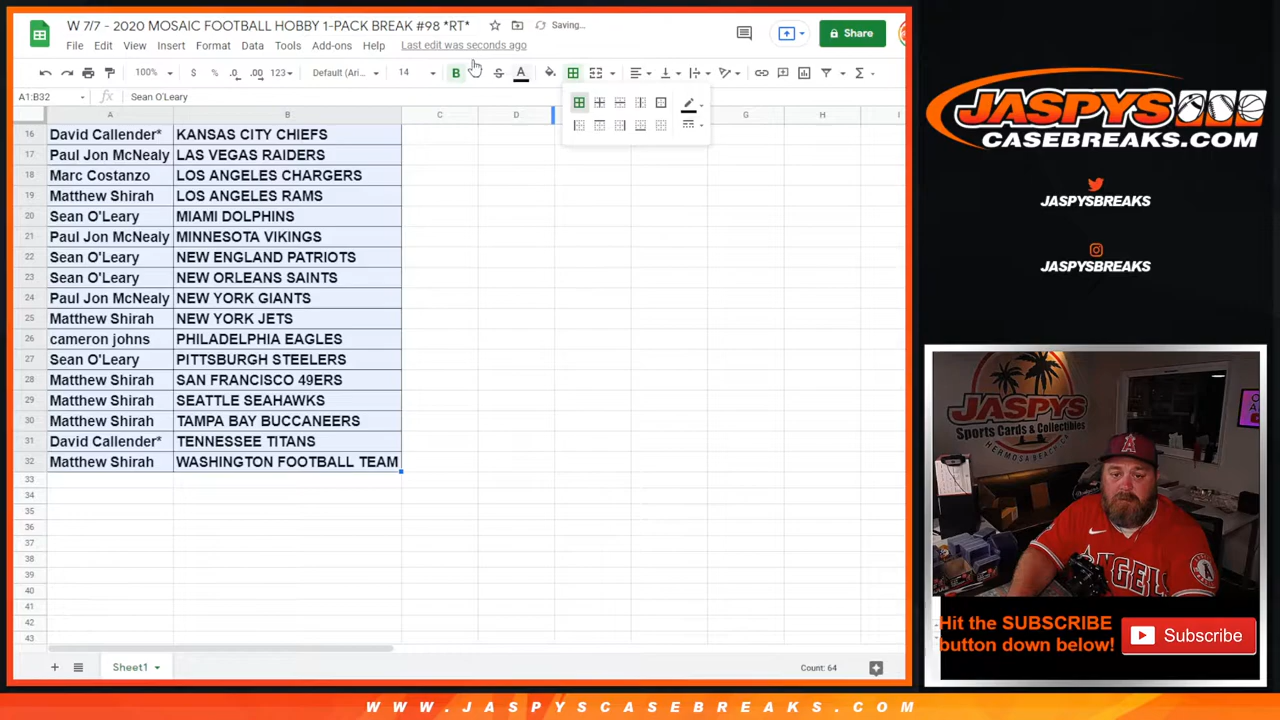 W 7/7 - 2020 MOSAIC FOOTBALL HOBBY 1-PACK BREAK #98 *RT*
Saving...
File Edit View Insert Format Data Tools Add-ons Help Last edit was seconds ago
Share
100% $ % .0 .00 123 Default (Ari... 14 B S A
A1:B32 fx Sean O'Leary
A B C D G H I
16 David Callender* KANSAS CITY CHIEFS
17 Paul Jon McNealy LAS VEGAS RAIDERS
18 Marc Costanzo LOS ANGELES CHARGERS
19 Matthew Shirah LOS ANGELES RAMS
20 Sean O'Leary MIAMI DOLPHINS
21 Paul Jon McNealy MINNESOTA VIKINGS
22 Sean O'Leary NEW ENGLAND PATRIOTS
23 Sean O'Leary NEW ORLEANS SAINTS
24 Paul Jon McNealy NEW YORK GIANTS
25 Matthew Shirah NEW YORK JETS
26 cameron johns PHILADELPHIA EAGLES
27 Sean O'Leary PITTSBURGH STEELERS
28 Matthew Shirah SAN FRANCISCO 49ERS
29 Matthew Shirah SEATTLE SEAHAWKS
30 Matthew Shirah TAMPA BAY BUCCANEERS
31 David Callender* TENNESSEE TITANS
32 Matthew Shirah WASHINGTON FOOTBALL TEAM
33
34
35
36
37
38
39
40
41
42
43
Sheet1
Count: 64
JASPYS
CASEBREAKS.COM
JASPYSBREAKS
JASPYSBREAKS
JASPYS
Sports Cards & Collectibles
HERMOSA BEACH
ANGEL
Hit the SUBSCRIBE
button down below!
Subscribe
WWW.JASPYSCASEBREAKS.COM